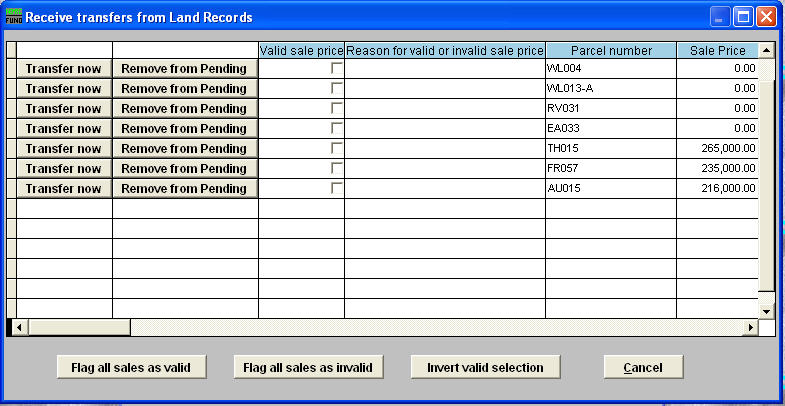 FUND Receive transfers from Land Records
Valid sale price Reason for valid or invalid sale price Parcel number Sale Price
Transfer now Remove from Pending WL004 0.00
Transfer now Remove from Pending WL013-A 0.00
Transfer now Remove from Pending RV031 0.00
Transfer now Remove from Pending EA033 0.00
Transfer now Remove from Pending TH015 265,000.00
Transfer now Remove from Pending FR057 235,000.00
Transfer now Remove from Pending AU015 216,000.00
Flag all sales as valid Flag all sales as invalid Invert valid selection Cancel